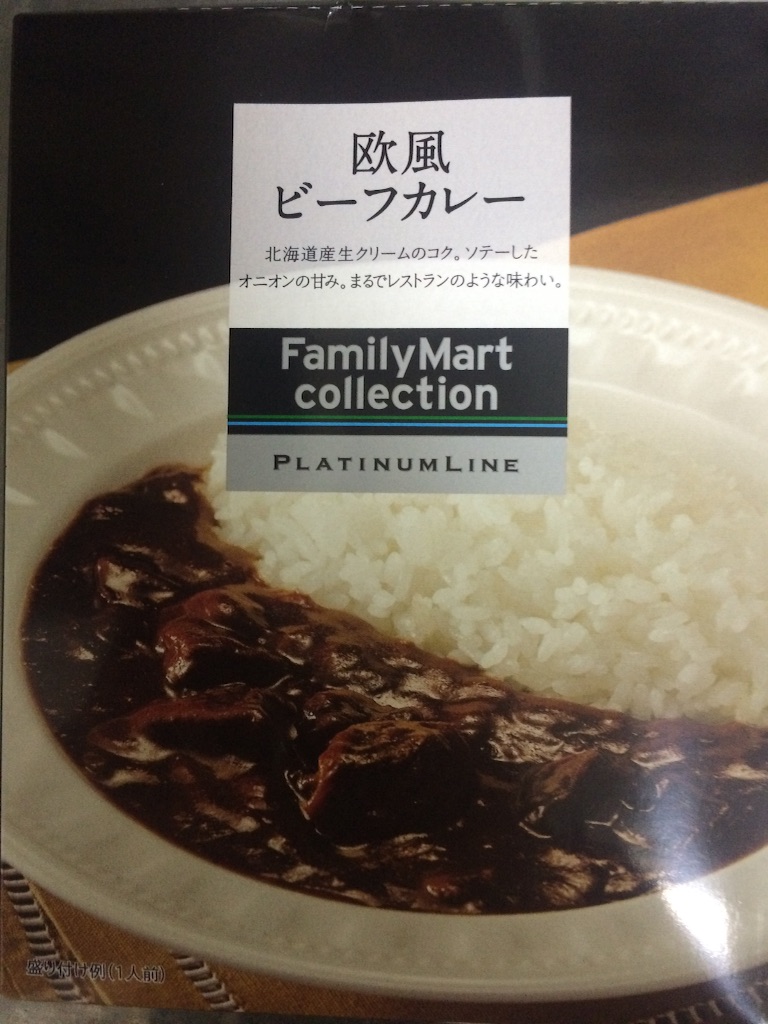 欧風
ビーフカレー
北海道産生クリームのコク。ソテーした
オニオンの甘み。まるでレストランのような味わい。
FamilyMart
collection
PLATINUMLINE
盛り付け例(1人前)